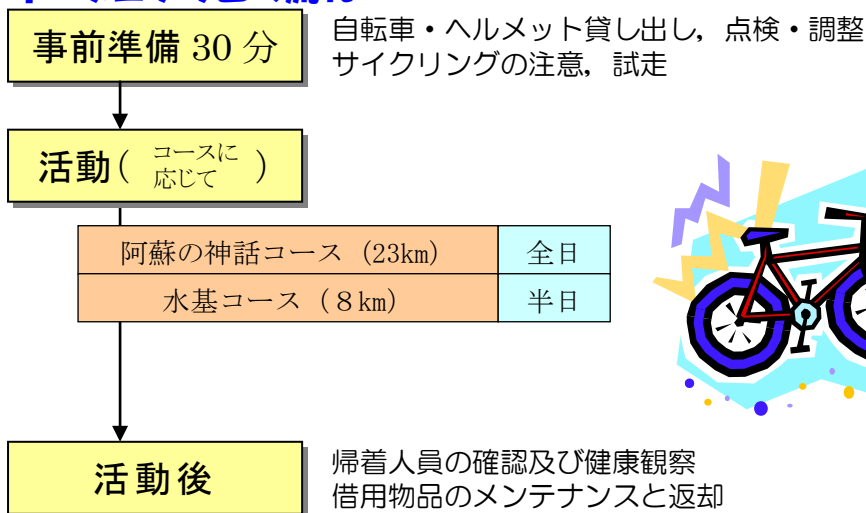 事前準備 30 分
自転車・ヘルメット貸し出し，点検・調整
サイクリングの注意，試走
活動( コースに
応じて )
阿蘇の神話コース (23km) 全日
水基コース (８km) 半日
活動後
帰着人員の確認及び健康観察
借用物品のメンテナンスと返却